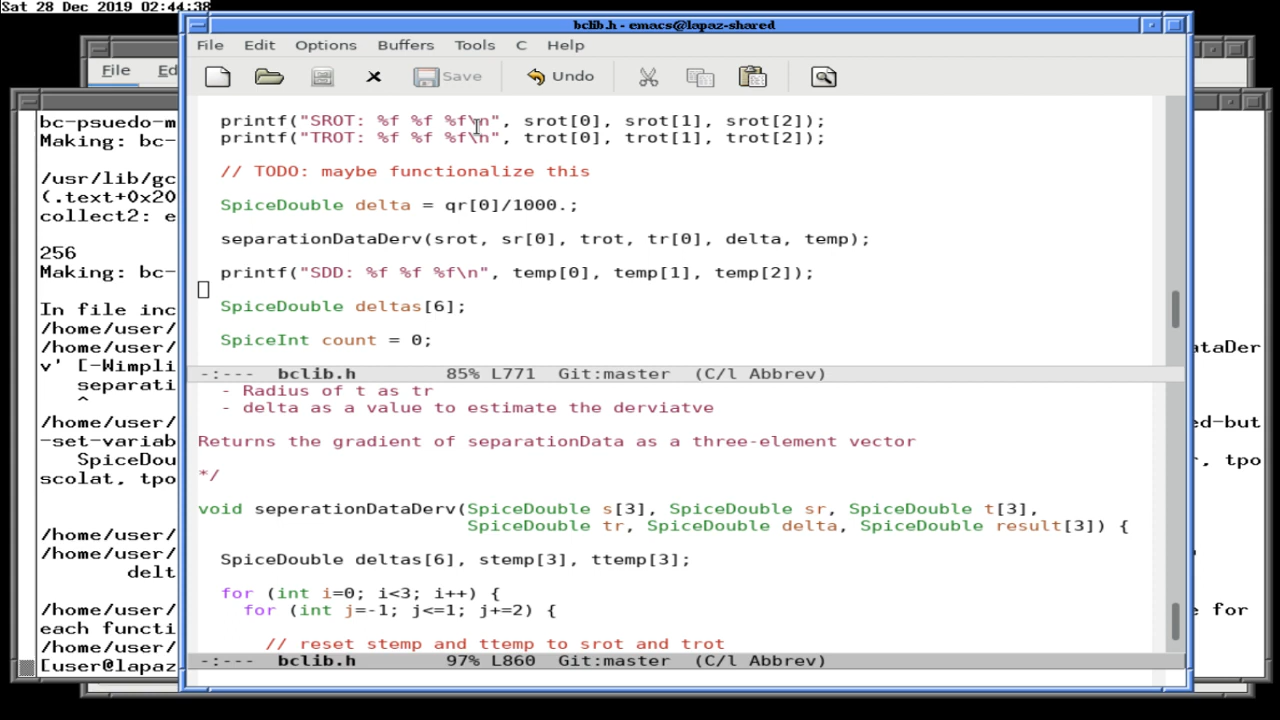 Sat 28 Dec 2019 02:44:38
bclib.h - emacs@lapaz-shared
File Ed
File Edit Options Buffers Tools C Help
Save Undo
bc-psuedo-m
Making: bc-
/usr/lib/gc
(.text+0x20
collect2: e
256
Making: bc-
In file inc
/home/user/
/home/user/
v' [-Wimpli
separati
^
/home/user/
-set-variab
SpiceDou
scolat, tpo
/home/user/
/home/user/
delt
/home/user/
each functi
/home/user/
[user@lapaz
printf("SROT: %f %f %f\n", srot[0], srot[1], srot[2]);
printf("TROT: %f %f %f\n", trot[0], trot[1], trot[2]);
// TODO: maybe functionalize this
SpiceDouble delta = qr[0]/1000.;
separationDataDerv(srot, sr[0], trot, tr[0], delta, temp);
printf("SDD: %f %f %f\n", temp[0], temp[1], temp[2]);
SpiceDouble deltas[6];
SpiceInt count = 0;
-:--- bclib.h 85% L771 Git:master (C/l Abbrev)
- Radius of t as tr
- delta as a value to estimate the derviatve
Returns the gradient of separationData as a three-element vector
*/
void seperationDataDerv(SpiceDouble s[3], SpiceDouble sr, SpiceDouble t[3],
SpiceDouble tr, SpiceDouble delta, SpiceDouble result[3]) {
SpiceDouble deltas[6], stemp[3], ttemp[3];
for (int i=0; i<3; i++) {
for (int j=-1; j<=1; j+=2) {
// reset stemp and ttemp to srot and trot
-:--- bclib.h 97% L860 Git:master (C/l Abbrev)
ataDer
ed-but
, tpo
e for